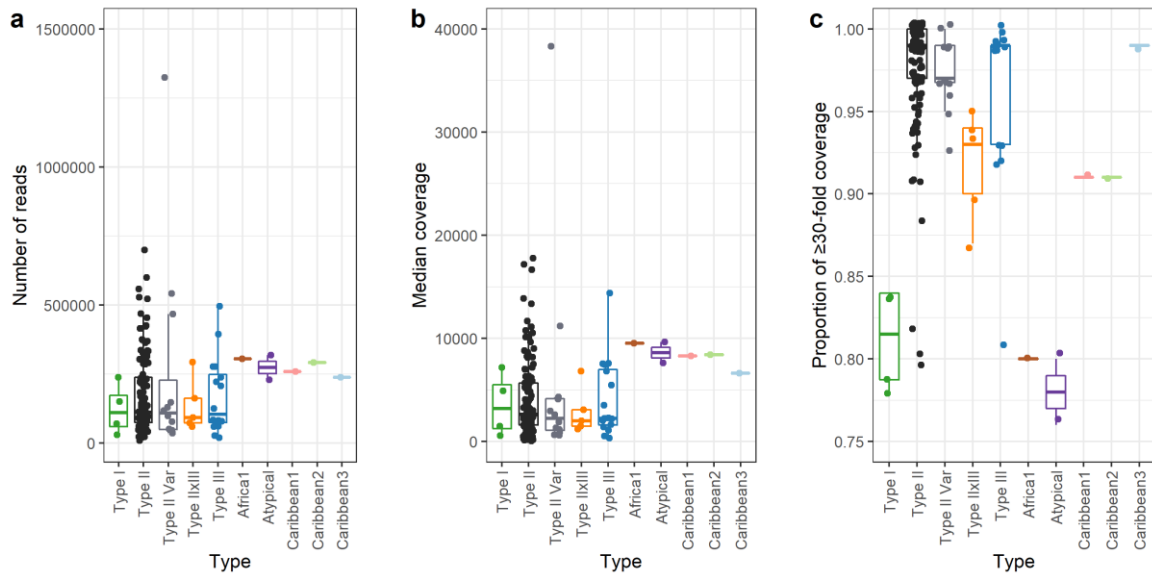 a
Number of reads
1500000
1000000
500000
0
Type I
Type II
Type II Var
Type IIxIII
Type III
Africa1
Atypical
Caribbean1
Caribbean2
Caribbean3
Type
b
Median coverage
40000
30000
20000
10000
0
Type I
Type II
Type II Var
Type IIxIII
Type III
Africa1
Atypical
Caribbean1
Caribbean2
Caribbean3
Type
c
Proportion of ≥30-fold coverage
1.00
0.95
0.90
0.85
0.80
0.75
Type I
Type II
Type II Var
Type IIxIII
Type III
Africa1
Atypical
Caribbean1
Caribbean2
Caribbean3
Type